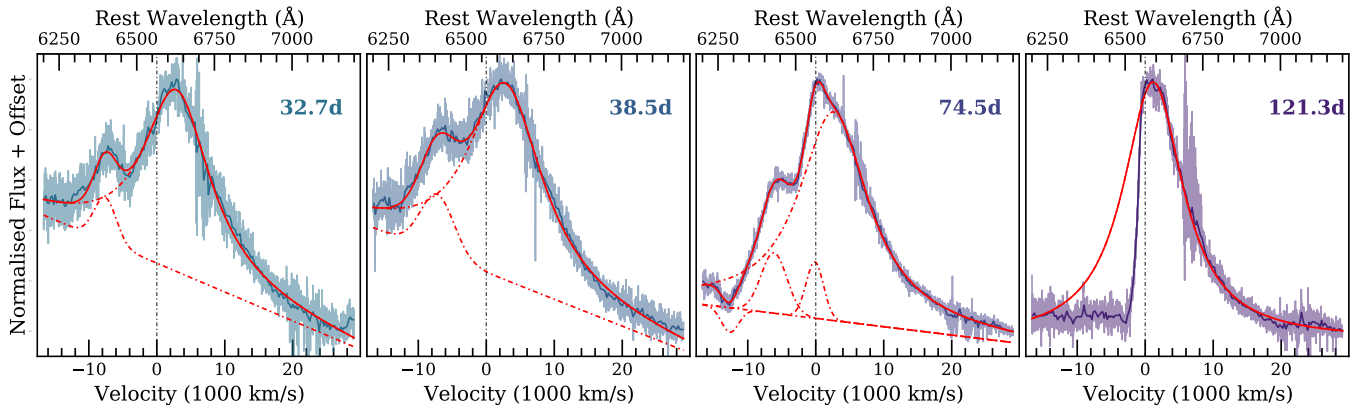 Rest Wavelength (Å) Rest Wavelength (Å) Rest Wavelength (Å) Rest Wavelength (Å)
6250 6500 6750 7000 6250 6500 6750 7000 6250 6500 6750 7000 6250 6500 6750 7000
32.7d 38.5d 74.5d 121.3d
Normalised Flux + Offset
−10 0 10 20 −10 0 10 20 −10 0 10 20 −10 0 10 20
Velocity (1000 km/s) Velocity (1000 km/s) Velocity (1000 km/s) Velocity (1000 km/s)